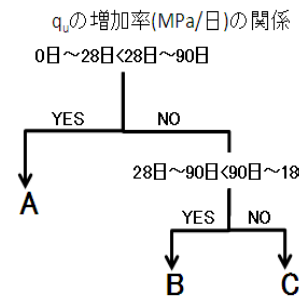 quの増加率(MPa/日)の関係
0日～28日<28日～90日
YES NO
A
28日～90日<90日～18
YES NO
B C